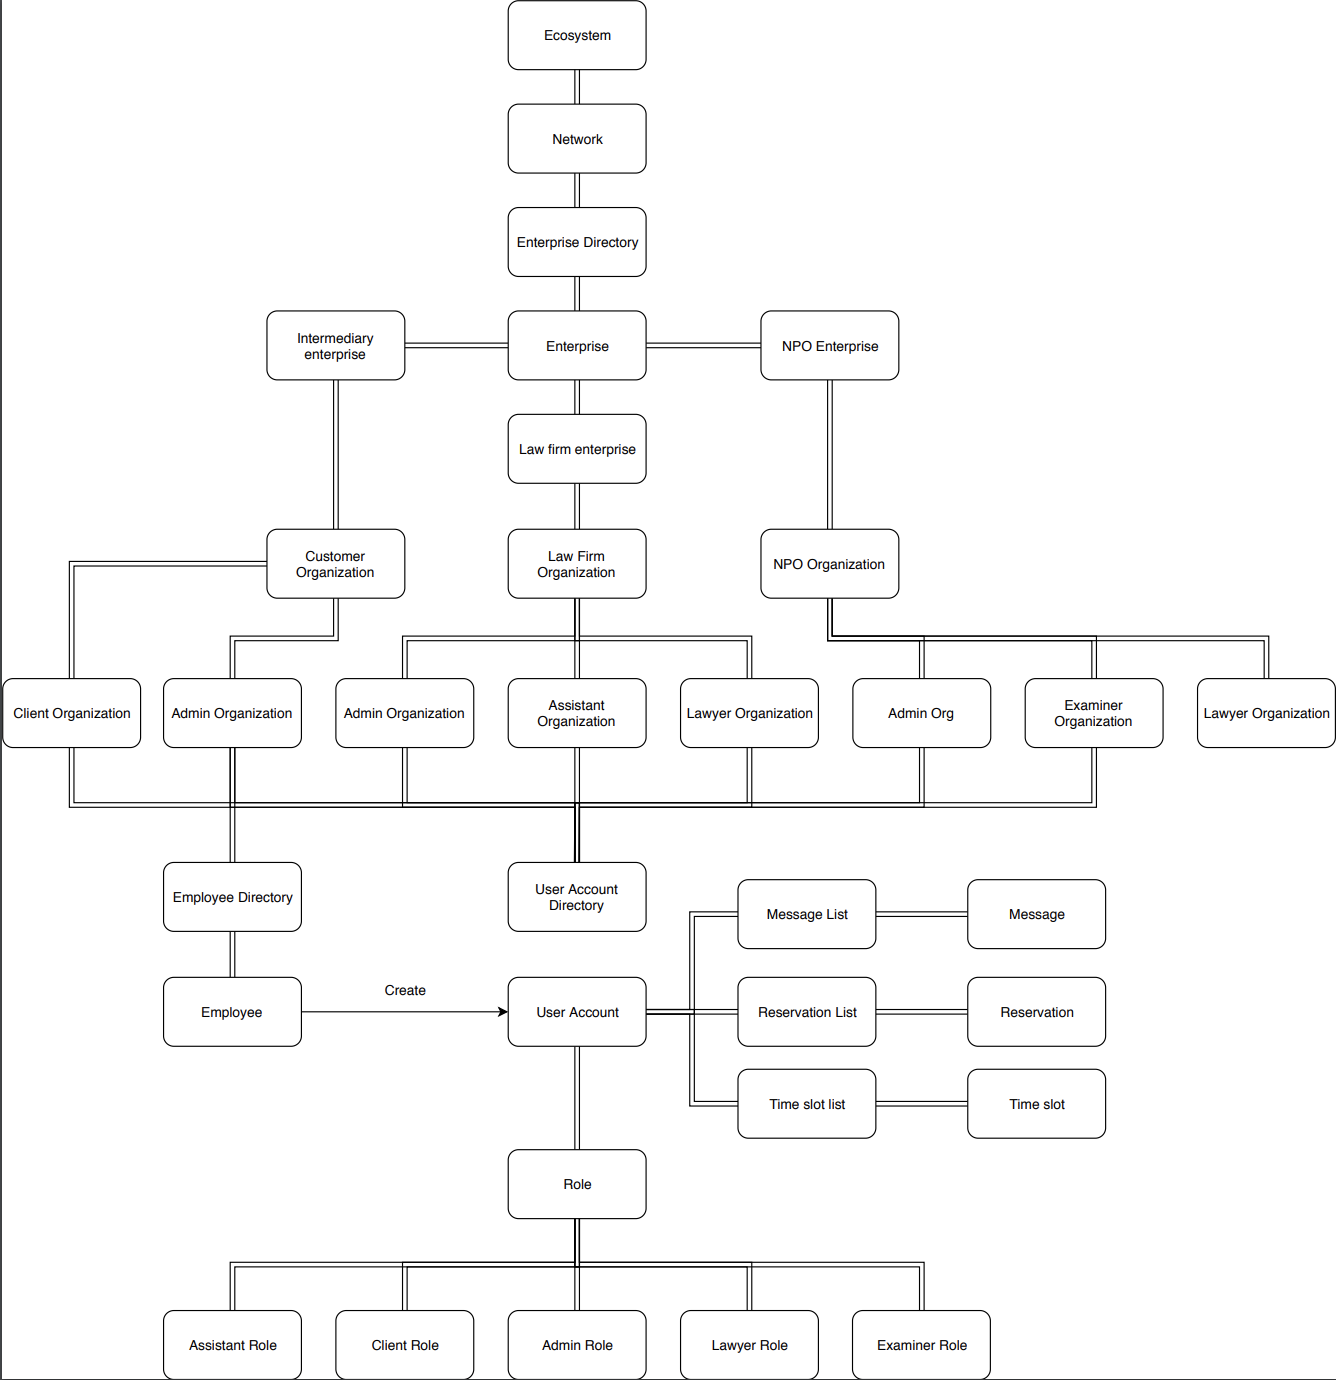 Ecosystem
Network
Enterprise Directory
Intermediary
enterprise
Enterprise
NPO Enterprise
Law firm enterprise
Customer
Organization
Law Firm
Organization
NPO Organization
Client Organization
Admin Organization
Admin Organization
Assistant
Organization
Lawyer Organization
Admin Org
Examiner
Organization
Lawyer Organization
Employee Directory
User Account
Directory
Message List
Message
Employee
Create
User Account
Reservation List
Reservation
Time slot list
Time slot
Role
Assistant Role
Client Role
Admin Role
Lawyer Role
Examiner Role